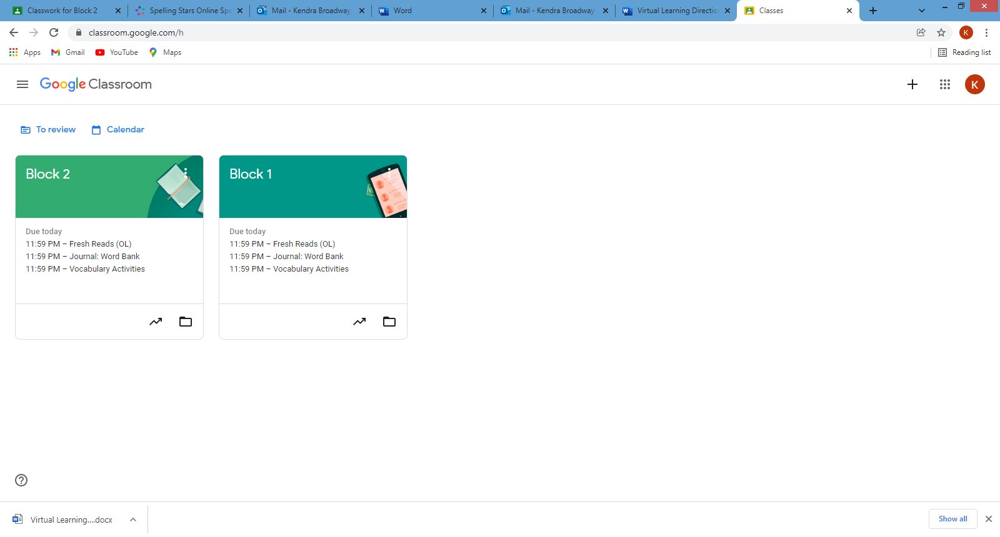 Classwork for Block 2
Spelling Stars Online Spe
Mail - Kendra Broadway
Word
Mail - Kendra Broadway
Virtual Learning Directio
Classes
classroom.google.com/h
K
Apps
Gmail
YouTube
Maps
Reading list
Google Classroom
K
To review
Calendar
Block 2
Due today
11:59 PM – Fresh Reads (OL)
11:59 PM – Journal: Word Bank
11:59 PM – Vocabulary Activities
Block 1
Due today
11:59 PM – Fresh Reads (OL)
11:59 PM – Journal: Word Bank
11:59 PM – Vocabulary Activities
Virtual Learning....docx
Show all